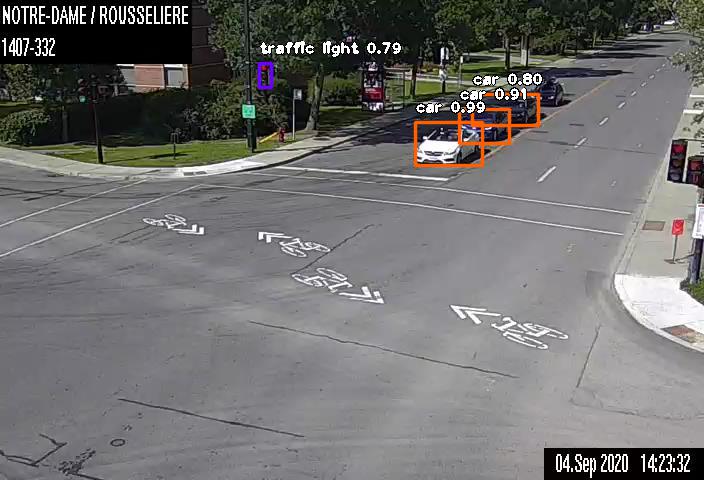 NOTRE-DAME / ROUSSELIERE
1407-332
traffic light 0.79
car 0.80
car 0.91
car 0.99
04.Sep 2020 14:23:32